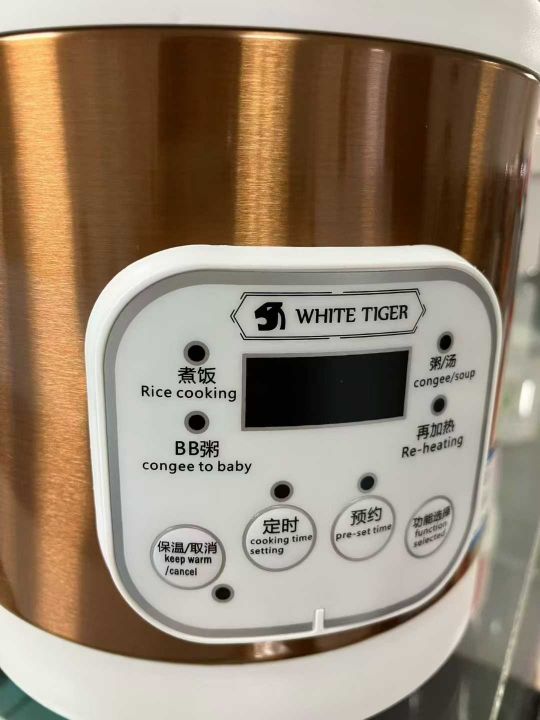 WHITE TIGER
煮饭
Rice cooking
BB粥
congee to baby
粥/汤
congee/soup
再加热
Re-heating
保温/取消
keep warm
/cancel
定时
cooking time
setting
预约
pre-set time
功能选择
function
selected